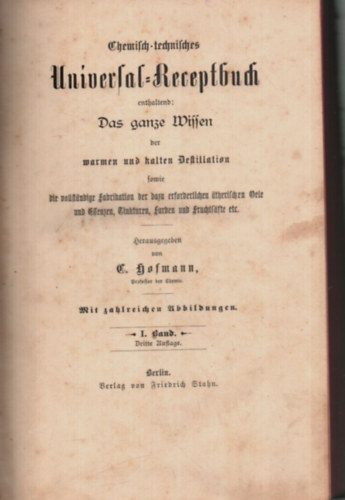 Chemisch-technisches
Universal-Receptbuch
enthaltend:
Das ganze Wissen
der
warmen und kalten Destillation
sowie
die vollständige Fabrikation der dazu erforderlichen ätherischen Oele
und Essenzen, Tinkturen, Farben und Fruchtsäfte etc.
Herausgegeben
von
C. Hofmann,
Professor der Chemie.
Mit zahlreichen Abbildungen.
I. Band.
Dritte Auflage.
Berlin.
Verlag von Friedrich Stahn.